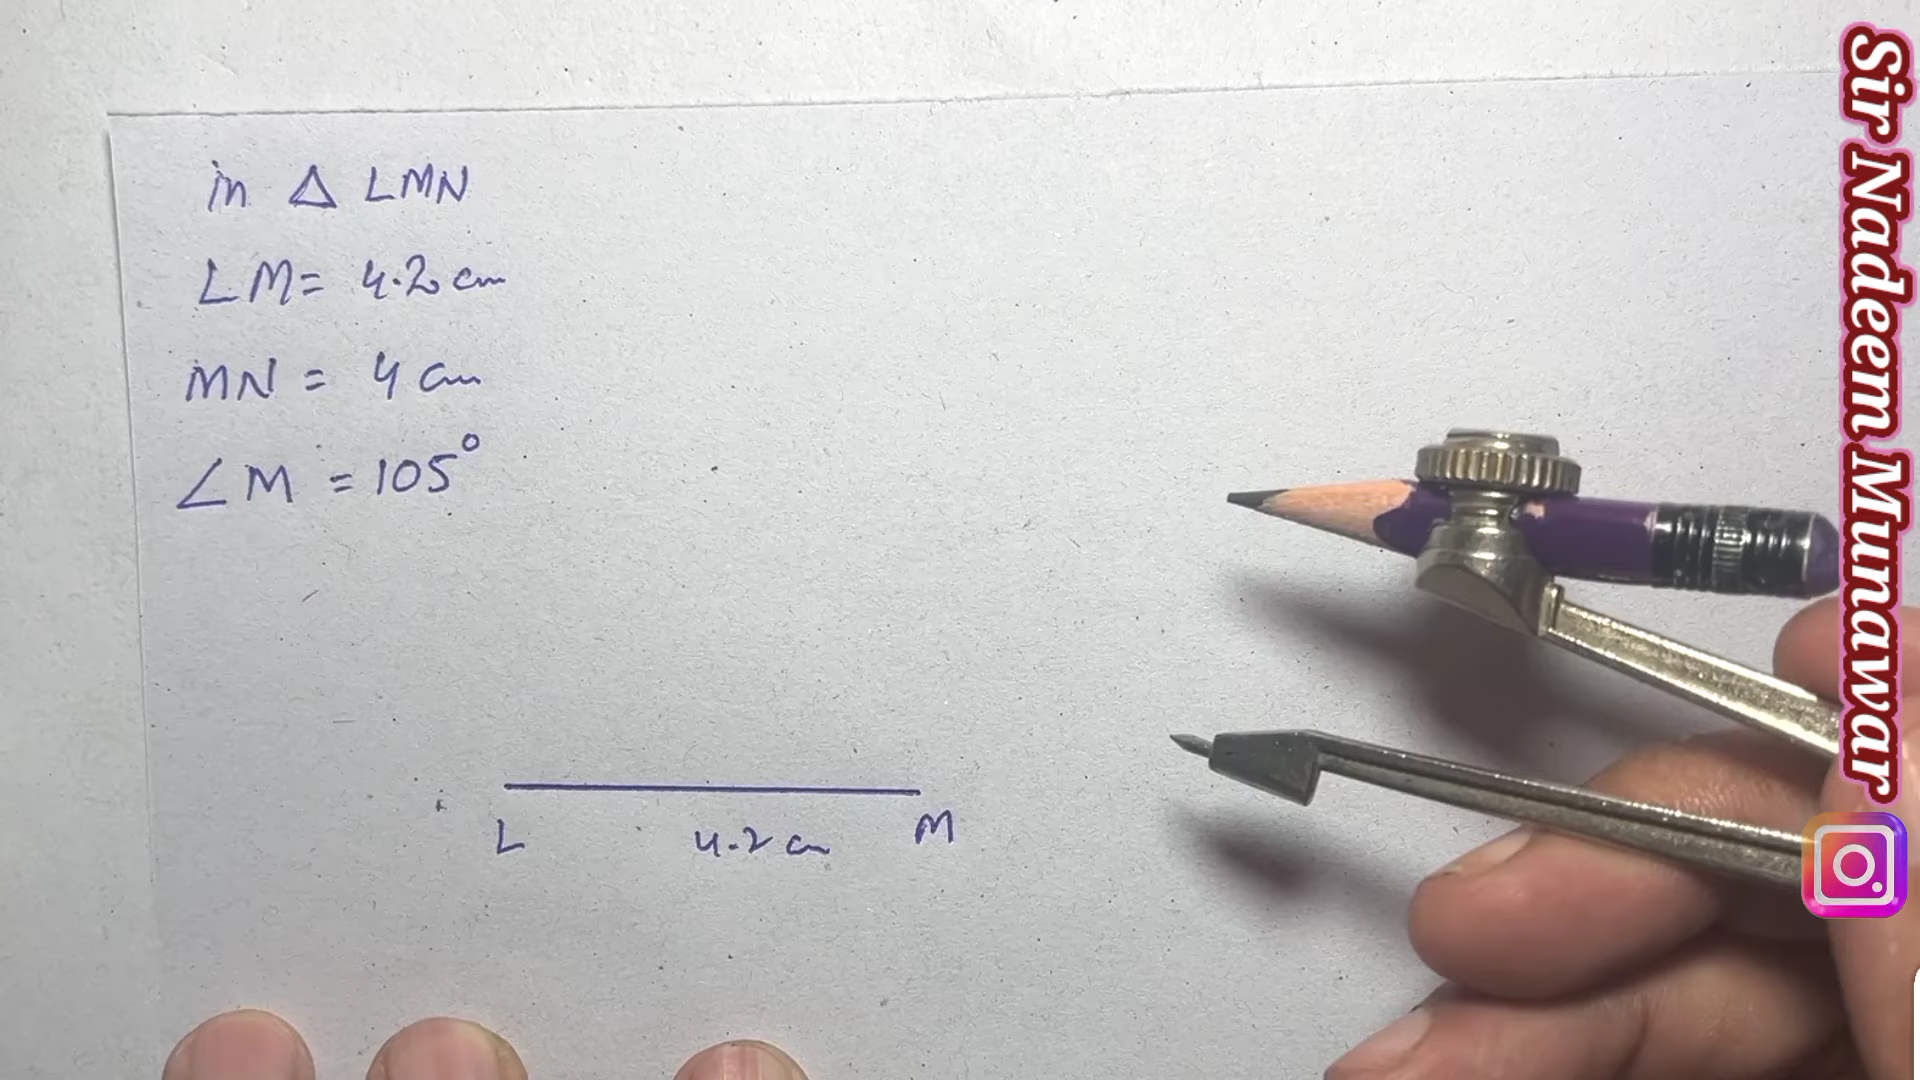 in △ LMN
LM = 4.2 cm
MN = 4 cm
∠M = 105°
L 4.2 cm M
Sir Nadeem Munawar